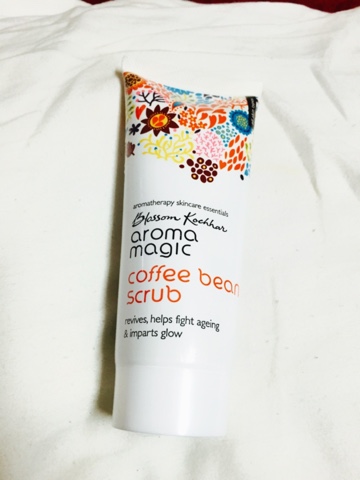 aromatherapy skincare essentials
Blossom Kochhar
aroma
magic
coffee bean
scrub
revives, helps fight ageing
& imparts glow